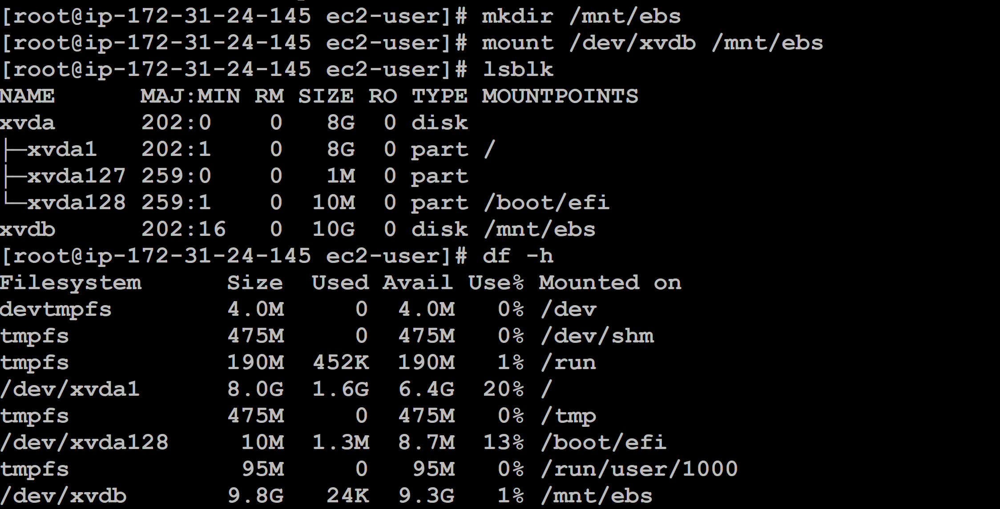 [root@ip-172-31-24-145 ec2-user]# mkdir /mnt/ebs
[root@ip-172-31-24-145 ec2-user]# mount /dev/xvdb /mnt/ebs
[root@ip-172-31-24-145 ec2-user]# lsblk
NAME      MAJ:MIN RM SIZE RO TYPE MOUNTPOINTS
xvda      202:0    0   8G  0 disk
├─xvda1   202:1    0   8G  0 part /
├─xvda127 259:0    0   1M  0 part
└─xvda128 259:1    0  10M  0 part /boot/efi
xvdb      202:16   0  10G  0 disk /mnt/ebs
[root@ip-172-31-24-145 ec2-user]# df -h
Filesystem      Size  Used Avail Use% Mounted on
devtmpfs        4.0M     0  4.0M   0% /dev
tmpfs           475M     0  475M   0% /dev/shm
tmpfs           190M  452K  190M   1% /run
/dev/xvda1      8.0G  1.6G  6.4G  20% /
tmpfs           475M     0  475M   0% /tmp
/dev/xvda128     10M  1.3M  8.7M  13% /boot/efi
tmpfs            95M     0   95M   0% /run/user/1000
/dev/xvdb       9.8G   24K  9.3G   1% /mnt/ebs